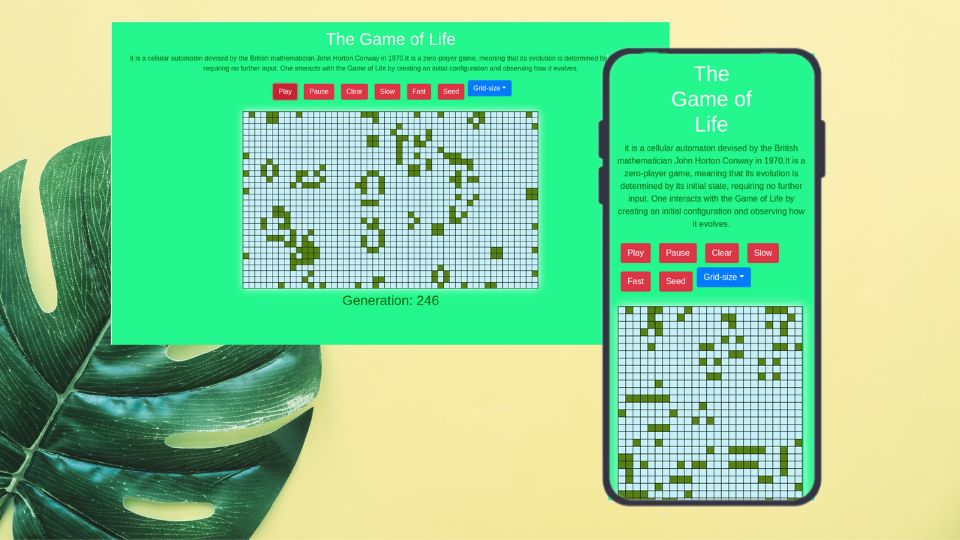 The Game of Life
it is a cellular automaton devised by the British mathematician John Horton Conway in 1970.It is a zero-player game, meaning that its evolution is determined by
requiring no further input. One interacts with the Game of Life by creating an initial configuration and observing how it evolves.
Play Pause Clear Slow Fast Seed Grid-size
Generation: 246
The
Game of
Life
it is a cellular automaton devised by the British
mathematician John Horton Conway in 1970.It is a
zero-player game, meaning that its evolution is
determined by its initial state, requiring no further
input. One interacts with the Game of Life by
creating an initial configuration and observing how
it evolves.
Play Pause Clear Slow
Fast Seed Grid-size